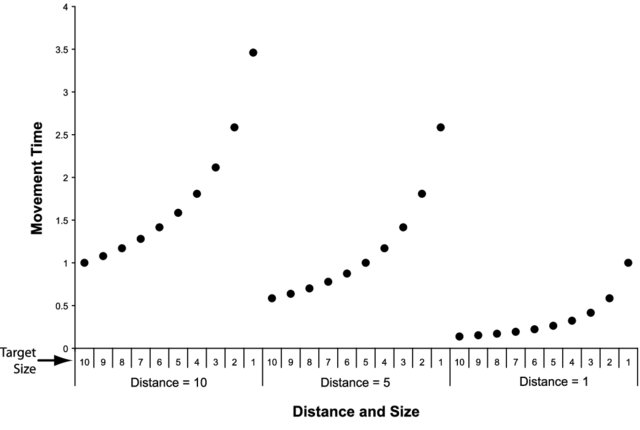 4
3.5
3
2.5
2
1.5
1
0.5
0
Movement Time
Target
Size
10 9 8 7 6 5 4 3 2 1 10 9 8 7 6 5 4 3 2 1 10 9 8 7 6 5 4 3 2 1
Distance = 10 Distance = 5 Distance = 1
Distance and Size